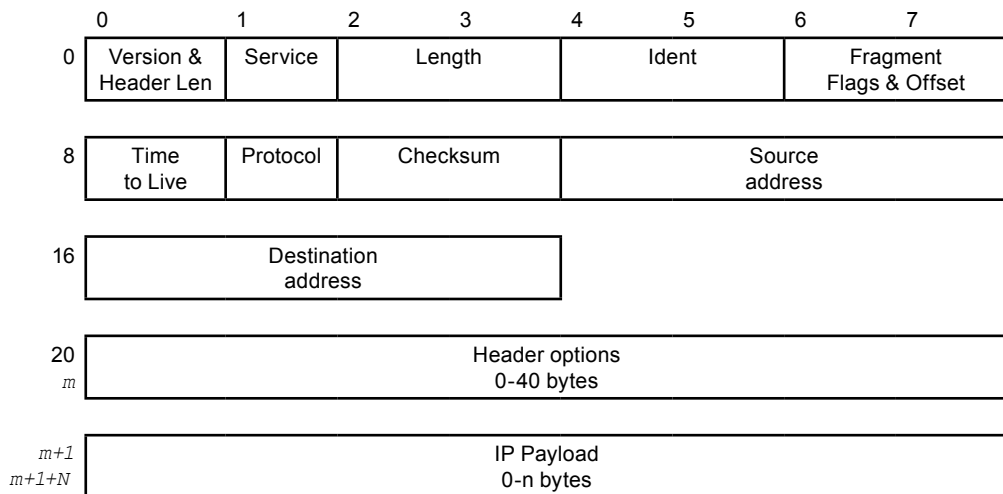 0 1 2 3 4 5 6 7
0 Version & Service Length Ident Fragment
Header Len Flags & Offset
8 Time Protocol Checksum Source
to Live address
16 Destination
address
20 Header options
m 0-40 bytes
m+1 IP Payload
m+1+N 0-n bytes